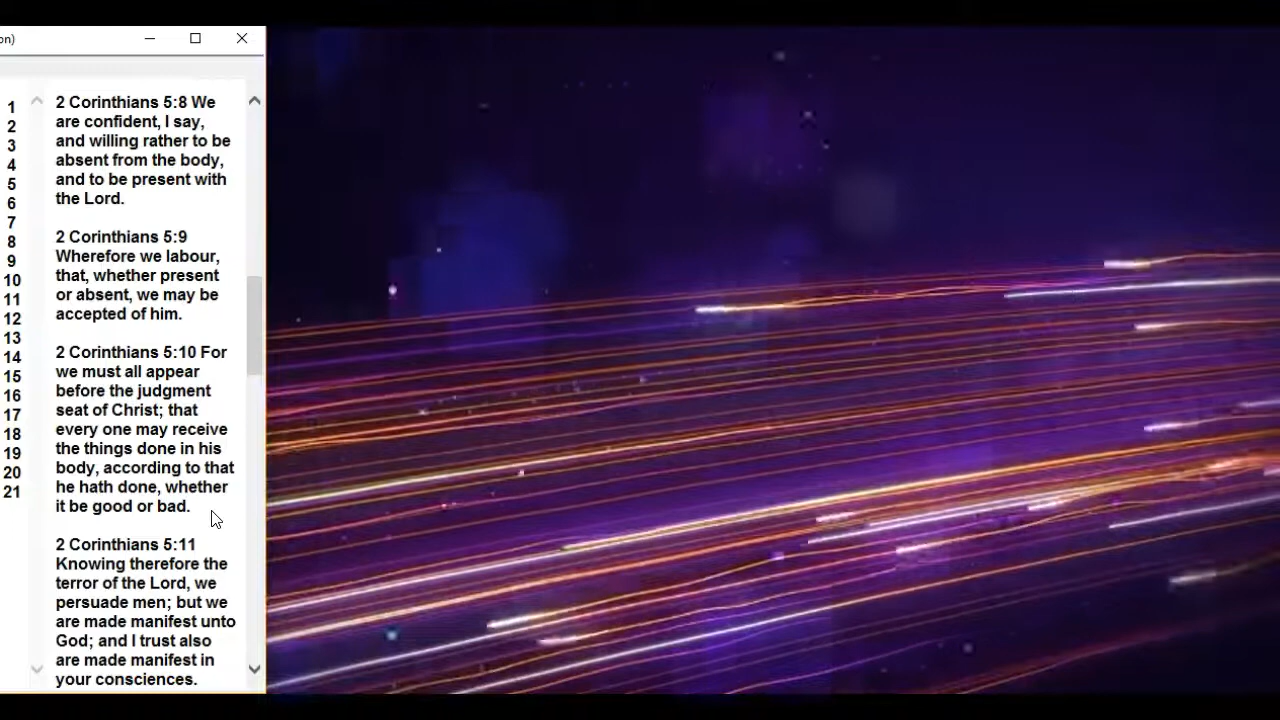 on)
1
2
3
4
5
6
7
8
9
10
11
12
13
14
15
16
17
18
19
20
21
2 Corinthians 5:8 We
are confident, I say,
and willing rather to be
absent from the body,
and to be present with
the Lord.
2 Corinthians 5:9
Wherefore we labour,
that, whether present
or absent, we may be
accepted of him.
2 Corinthians 5:10 For
we must all appear
before the judgment
seat of Christ; that
every one may receive
the things done in his
body, according to that
he hath done, whether
it be good or bad.
2 Corinthians 5:11
Knowing therefore the
terror of the Lord, we
persuade men; but we
are made manifest unto
God; and I trust also
are made manifest in
your consciences.